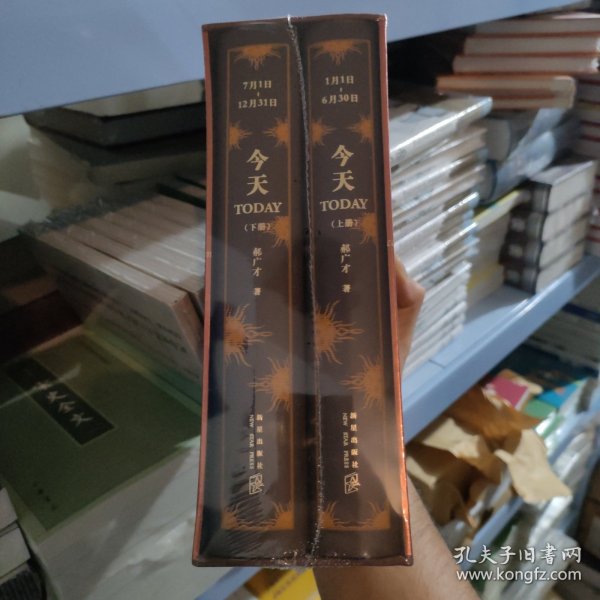 7月1日
-
12月31日
今天
TODAY
(下册)
郝广才 著
新星出版社
NEW STAR PRESS
1月1日
-
6月30日
今天
TODAY
(上册)
郝广才 著
新星出版社
NEW STAR PRESS
孔夫子旧书网
www.kongfz.com